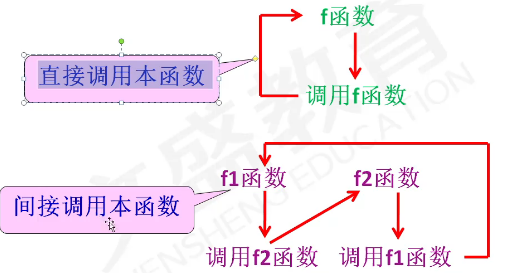 f函数
直接调用本函数
调用f函数
f1函数
f2函数
间接调用本函数
调用f2函数
调用f1函数
文盛教育
WENSHENG EDUCATION